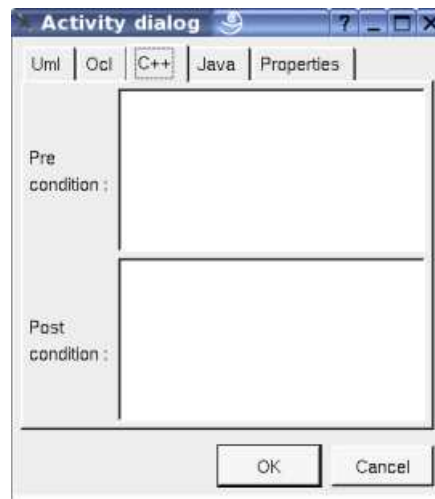 Activity dialog
Uml Ocl C++ Java Properties
Pre
condition :
Post
condition :
OK Cancel